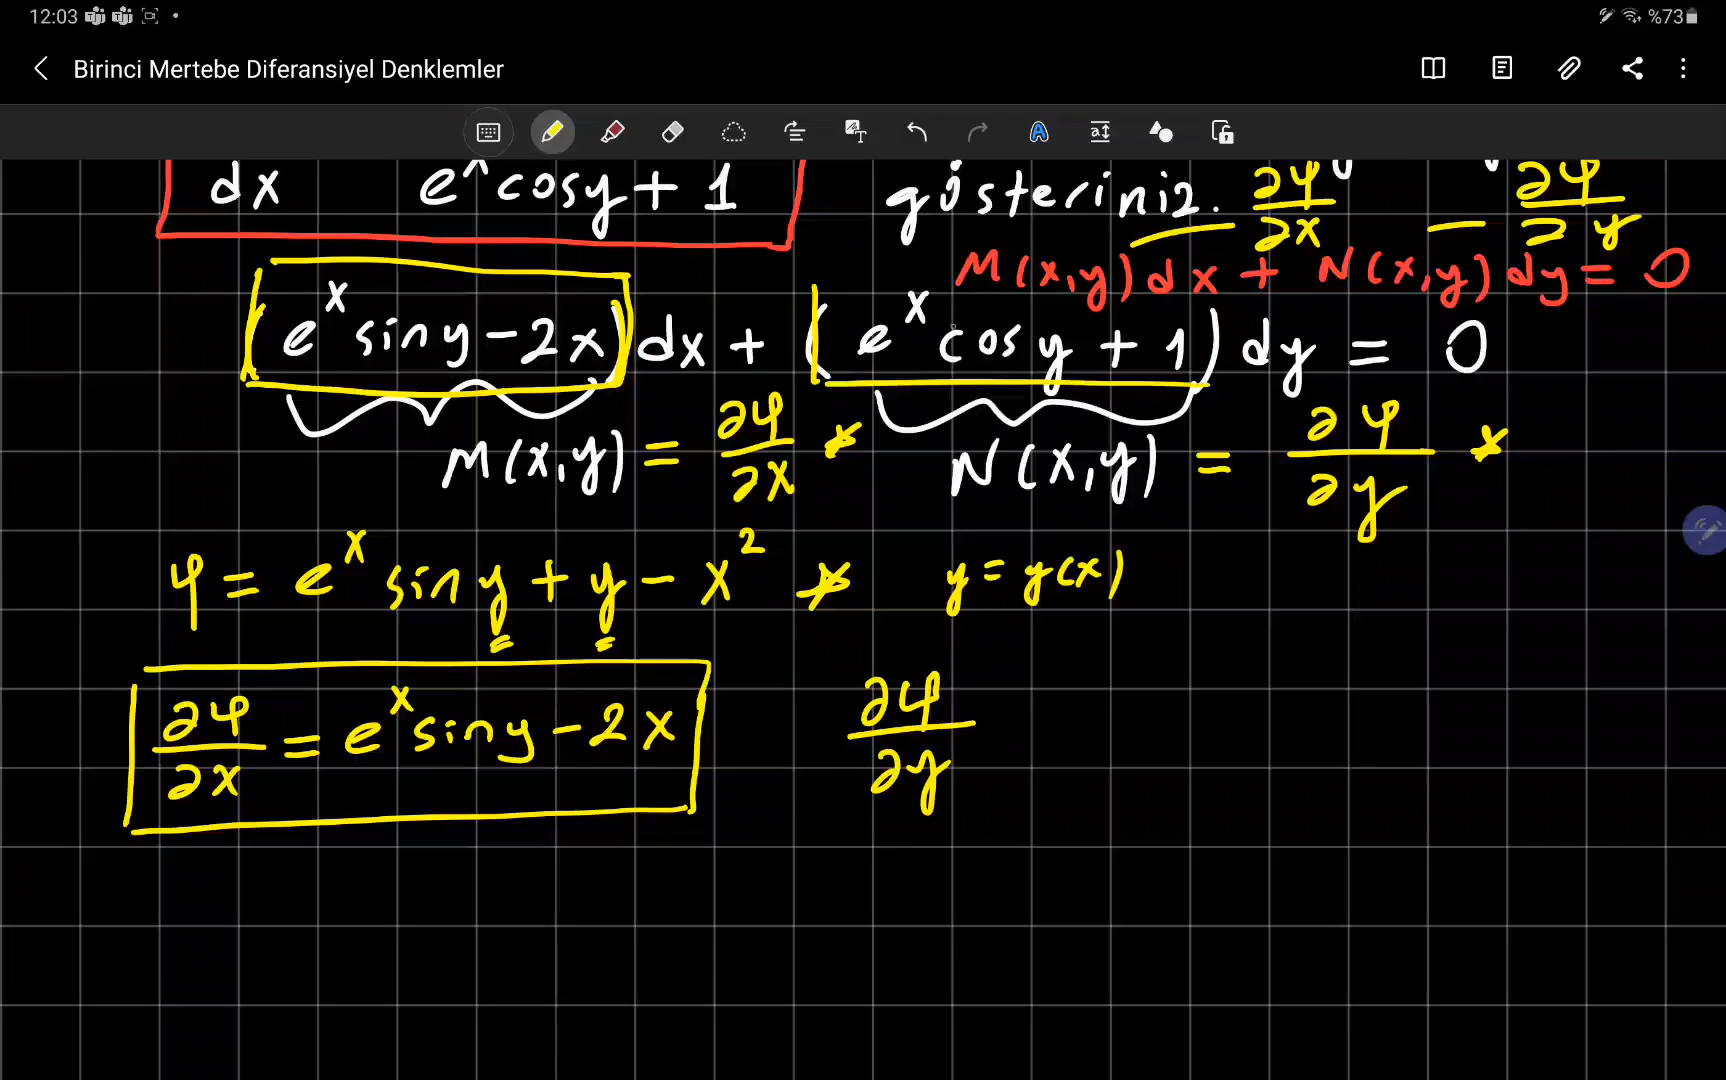 12:03 %73
Birinci Mertebe Diferansiyel Denklemler
dx e^x cosy + 1 gösteriniz. ∂φ/∂x ∂φ/∂y
M(x,y)dx + N(x,y)dy = 0
(e^x siny - 2x)dx + (e^x cosy + 1)dy = 0
M(x,y) = ∂φ/∂x * N(x,y) = ∂φ/∂y *
φ = e^x siny + y - x² * y = y(x)
∂φ/∂x = e^x siny - 2x ∂φ/∂y